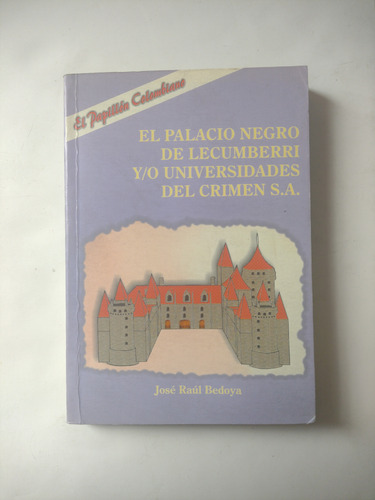 El Papillón Colombiano
EL PALACIO NEGRO
DE LECUMBERRI
Y/O UNIVERSIDADES
DEL CRIMEN S.A.
José Raúl Bedoya